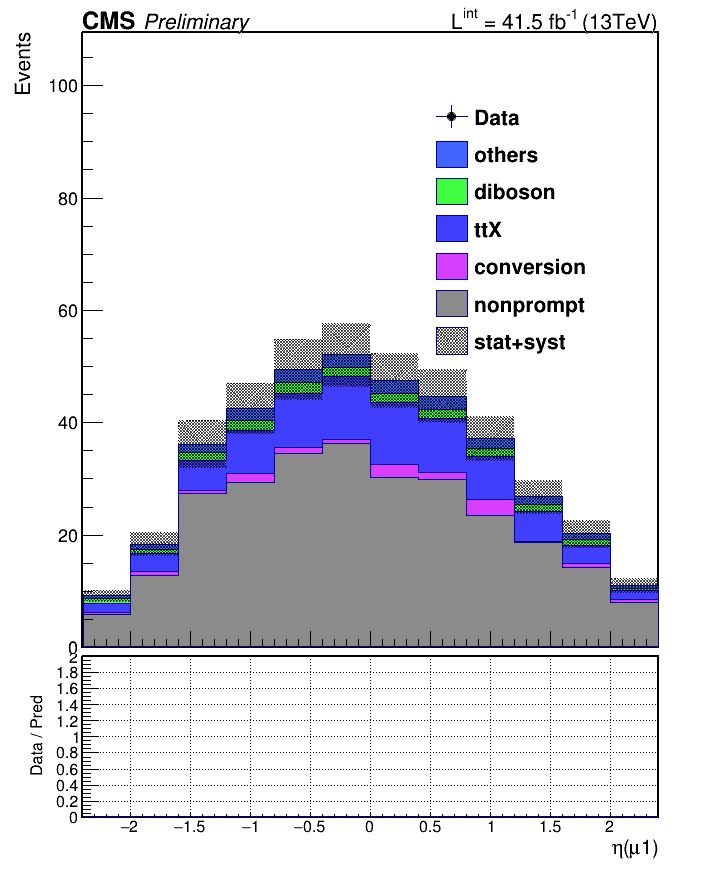 CMS Preliminary
L^int = 41.5 fb^-1 (13TeV)
Events
100
80
60
40
20
0
Data
others
diboson
ttX
conversion
nonprompt
stat+syst
Data / Pred
2
1.8
1.6
1.4
1.2
1
0.8
0.6
0.4
0.2
0
−2 −1.5 −1 −0.5 0 0.5 1 1.5 2
η(μ1)